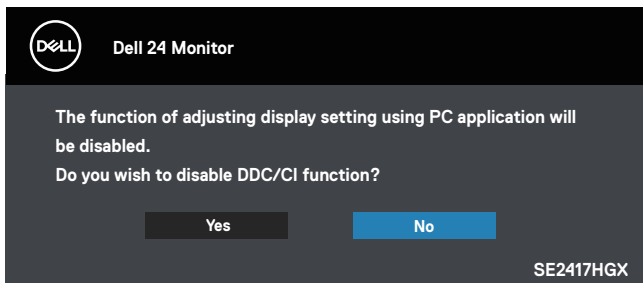 DELL
Dell 24 Monitor
The function of adjusting display setting using PC application will
be disabled.
Do you wish to disable DDC/CI function?
Yes No
SE2417HGX